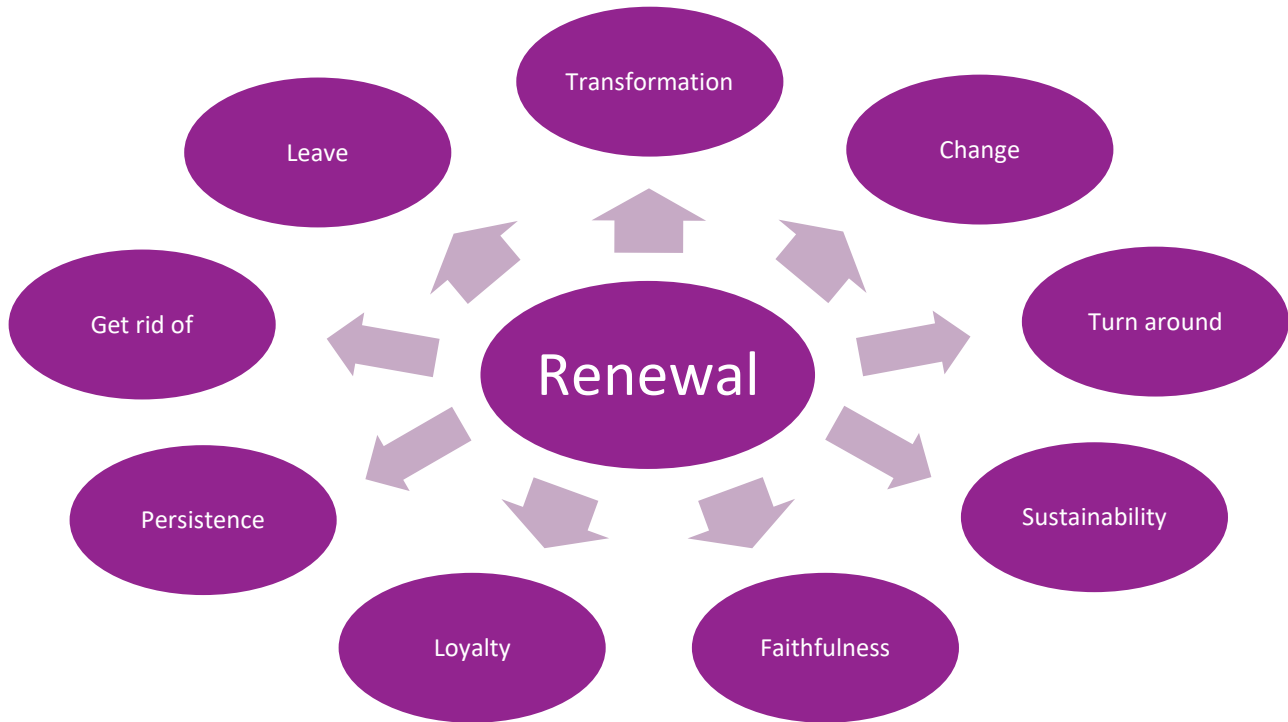 Transformation
Change
Turn around
Sustainability
Faithfulness
Loyalty
Persistence
Get rid of
Leave
Renewal